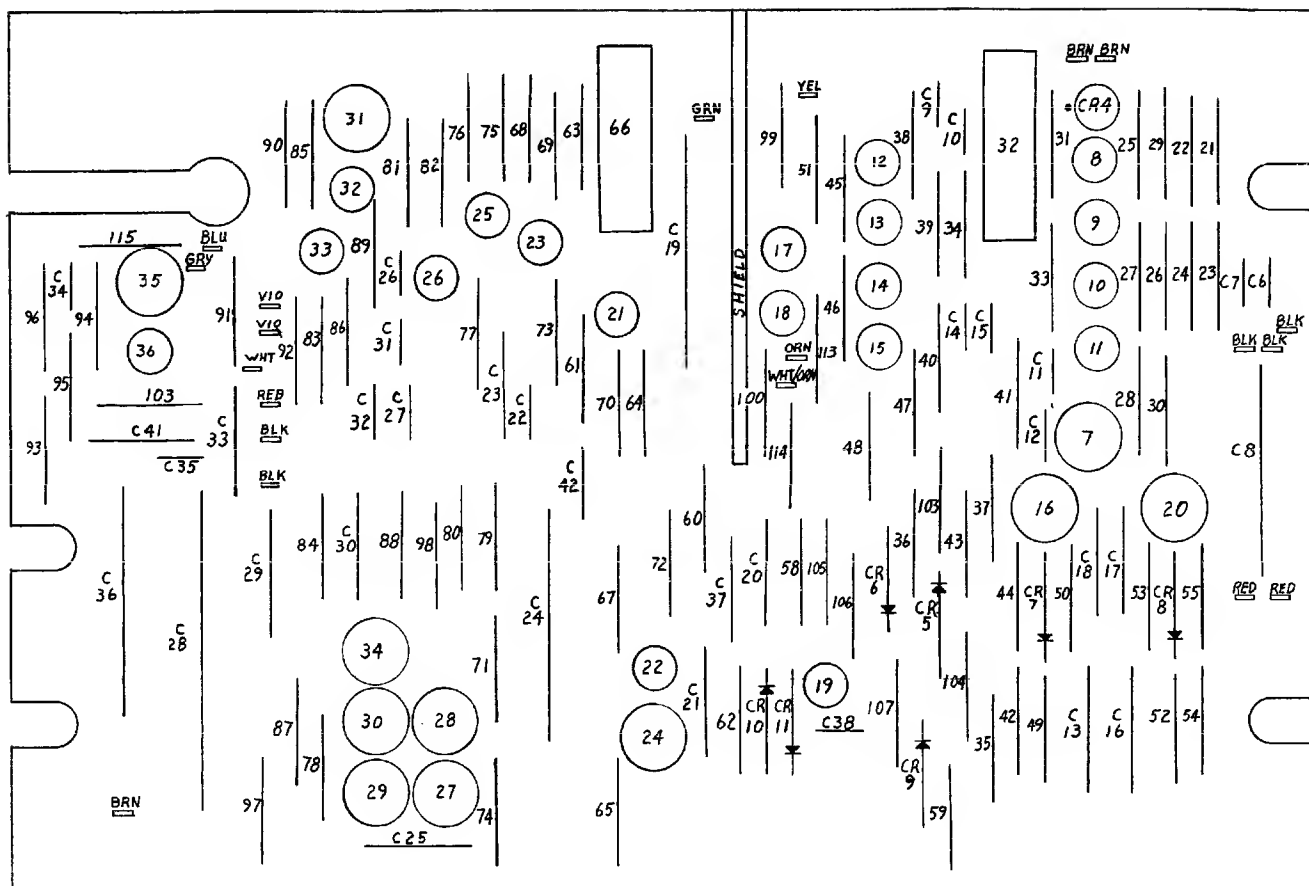 BRN BRN
31
90
85
76
75
68
69
63
66
GRN
YEL
99
51
45
12
38
C 9
C 10
32
31
* CR4
8
25
29
22
21
32
81
82
25
23
33
89
C 26
26
C 19
SHIELD
17
13
39
34
9
115
BLU
GRY
35
C 34
96
94
91
VIO
VIO
WHT
92
83
86
C 31
77
73
21
18
46
14
33
10
27
26
24
23
C7
C6
BLK
BLK
BLK
36
95
103
C41
C35
93
C 33
RED
BLK
BLK
C 32
C 27
C 23
C 22
61
70
64
100
ORN
WHT/ORN
113
15
40
C 14
C 15
11
41
C 11
C 12
28
30
7
C8
114
48
47
C 42
60
103
37
16
20
C 36
C 28
C 29
84
C 30
88
98
80
79
C 24
67
72
C 37
C 20
58
105
106
CR 6
36
CR 5
43
44
CR 7
50
C 18
C 17
53
CR 8
55
RED
RED
34
71
22
C 21
62
CR 10
CR 11
19
C38
107
104
30
28
87
78
24
35
42
49
C 13
C 16
52
54
CR 9
BRN
97
29
27
74
65
59
C25